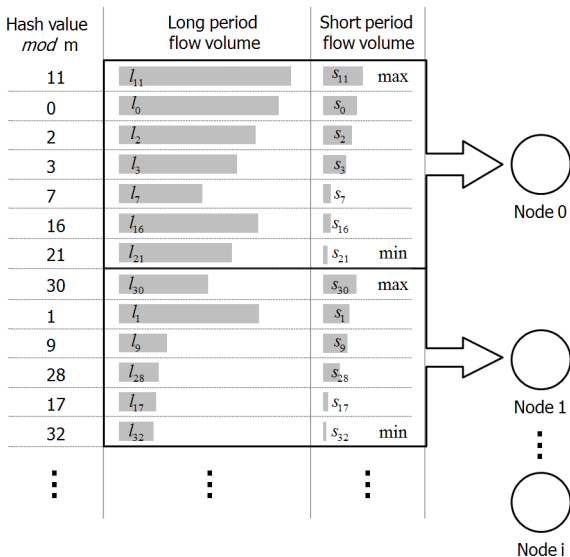 Hash value Long period Short period
mod m flow volume flow volume
11 l11 s11 max
0 l0 s0
2 l2 s2
3 l3 s3
7 l7 s7
16 l16 s16
21 l21 s21 min
Node 0
30 l30 s30 max
1 l1 s1
9 l9 s9
28 l28 s28
17 l17 s17
32 l32 s32 min
Node 1
Node i